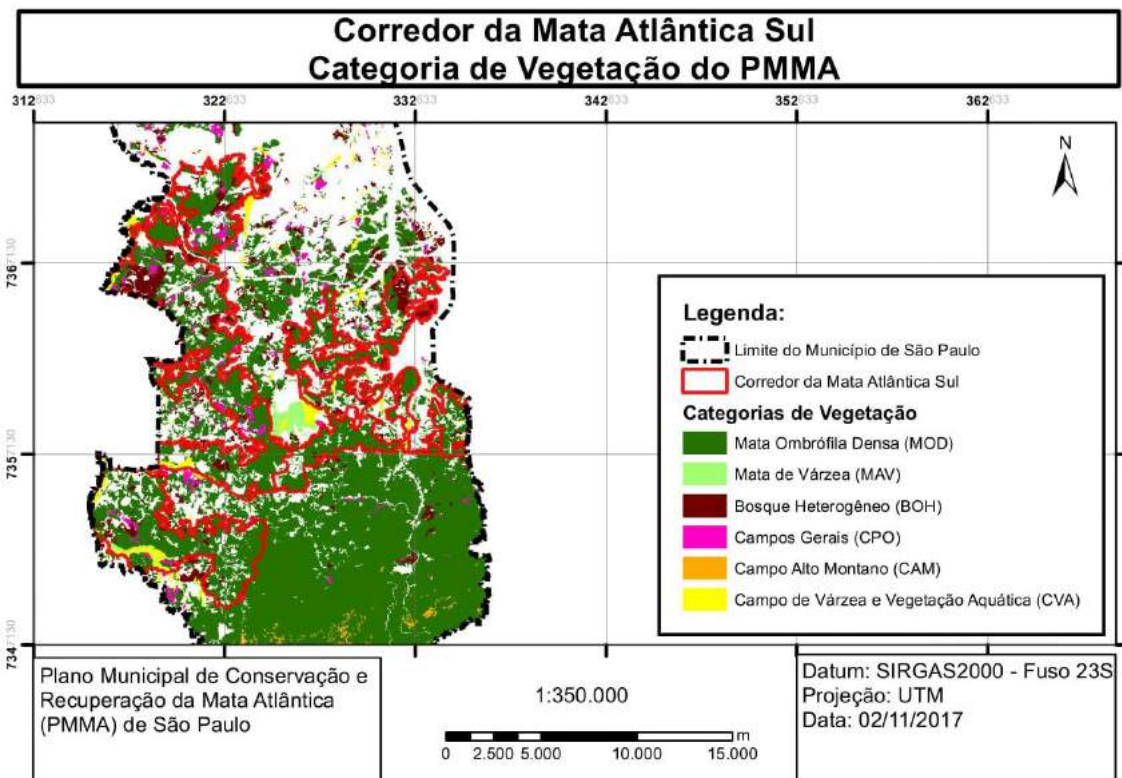 Corredor da Mata Atlântica Sul
Categoria de Vegetação do PMMA
312633 322633 332633 342633 352633 362633
N
7367130
7357130
7347130
Legenda:
Limite do Município de São Paulo
Corredor da Mata Atlântica Sul
Categorias de Vegetação
Mata Ombrófila Densa (MOD)
Mata de Várzea (MAV)
Bosque Heterogêneo (BOH)
Campos Gerais (CPO)
Campo Alto Montano (CAM)
Campo de Várzea e Vegetação Aquática (CVA)
Plano Municipal de Conservação e
Recuperação da Mata Atlântica
(PMMA) de São Paulo
1:350.000
m
0 2.500 5.000 10.000 15.000
Datum: SIRGAS2000 - Fuso 23S
Projeção: UTM
Data: 02/11/2017